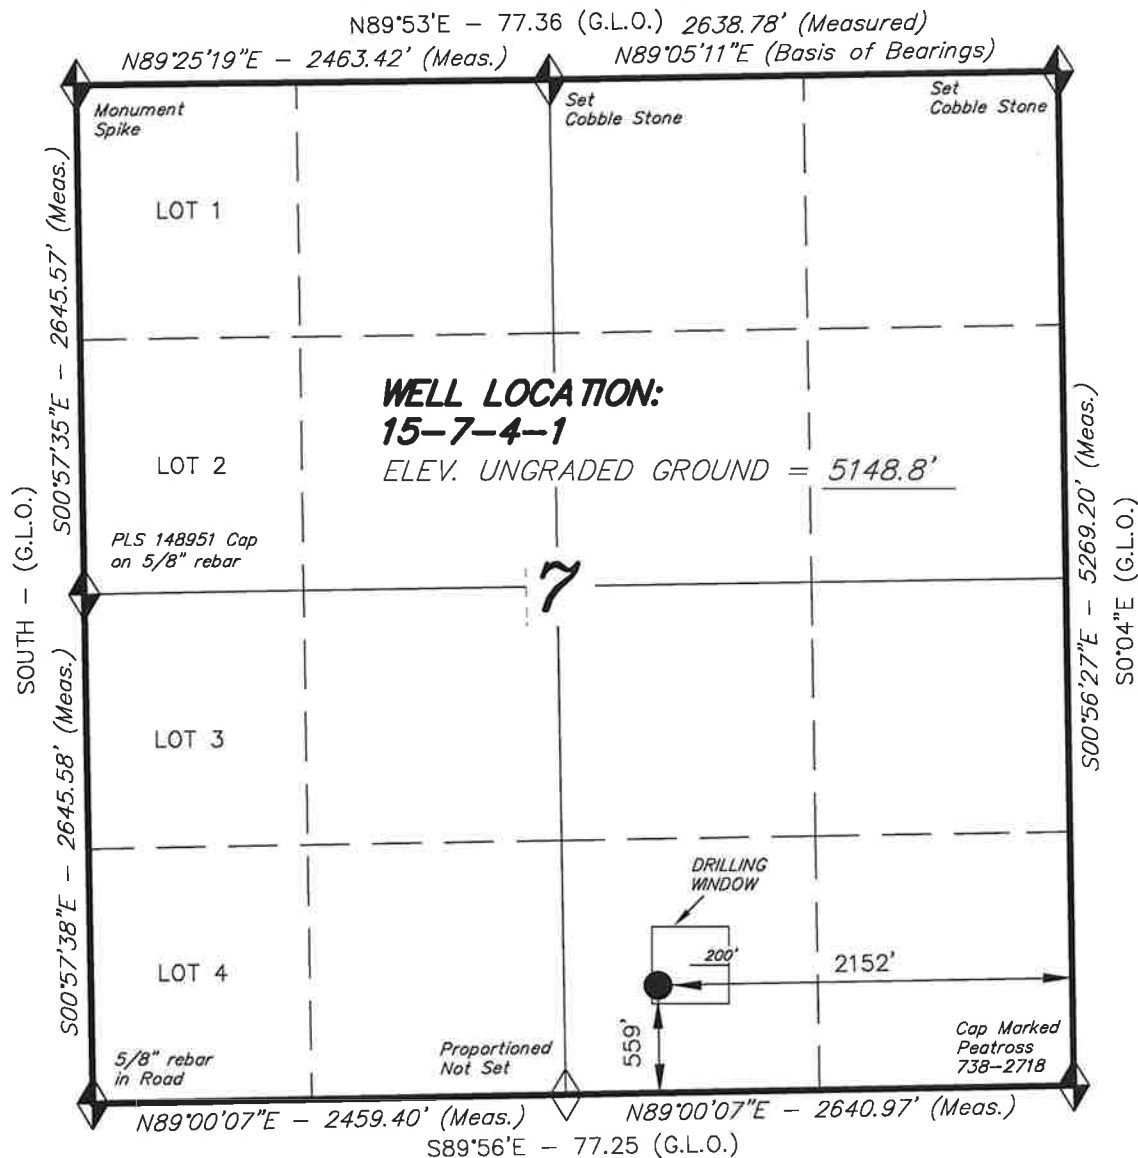 N89°53'E – 77.36 (G.L.O.) 2638.78' (Measured)
N89°25'19"E – 2463.42' (Meas.) N89°05'11"E (Basis of Bearings)
Monument
Spike
Set
Cobble Stone
Set
Cobble Stone
LOT 1
S00°57'35"E – 2645.57' (Meas.)
WELL LOCATION:
15–7–4–1
ELEV. UNGRADED GROUND = 5148.8'
LOT 2
PLS 148951 Cap
on 5/8" rebar
SOUTH – (G.L.O.)
7
S00°56'27"E – 5269.20' (Meas.)
S0°04'E (G.L.O.)
LOT 3
S00°57'38"E – 2645.58' (Meas.)
DRILLING
WINDOW
200'
2152'
LOT 4
559'
5/8" rebar
in Road
Proportioned
Not Set
Cap Marked
Peatross
738–2718
N89°00'07"E – 2459.40' (Meas.) N89°00'07"E – 2640.97' (Meas.)
S89°56'E – 77.25 (G.L.O.)